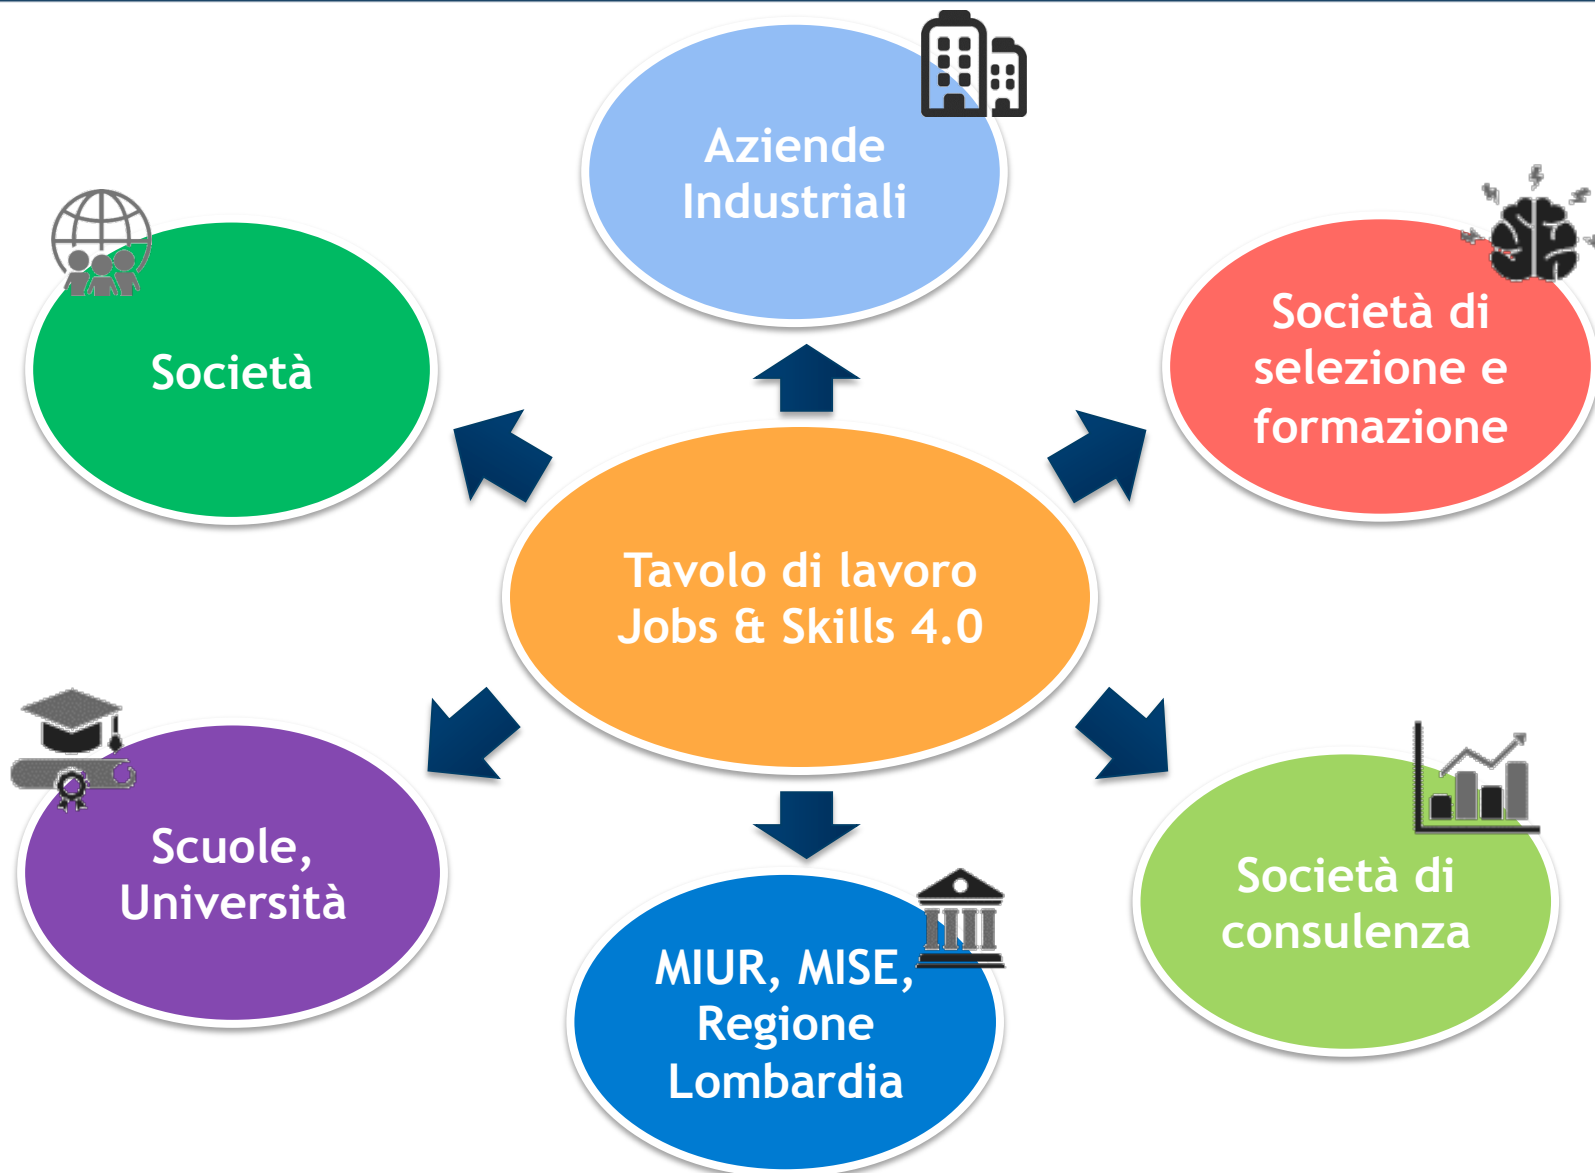 Aziende
Industriali
Società
Società di
selezione e
formazione
Tavolo di lavoro
Jobs & Skills 4.0
Scuole,
Università
Società di
consulenza
MIUR, MISE,
Regione
Lombardia